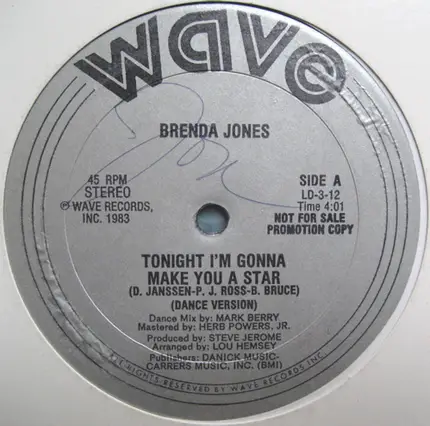 wave
BRENDA JONES
45 RPM
STEREO
℗ WAVE RECORDS,
INC. 1983
SIDE A
LD-3-12
Time 4:01
NOT FOR SALE
PROMOTION COPY
TONIGHT I'M GONNA
MAKE YOU A STAR
(D. JANSSEN-P. J. ROSS-B. BRUCE)
(DANCE VERSION)
Dance Mix by: MARK BERRY
Mastered by: HERB POWERS, JR.
Produced by: STEVE JEROME
Arranged by: LOU HEMSEY
Publishers: DANICK MUSIC-
CARRERS MUSIC, INC. (BMI)
RIGHTS RESERVED BY WAVE RECORDS INC.